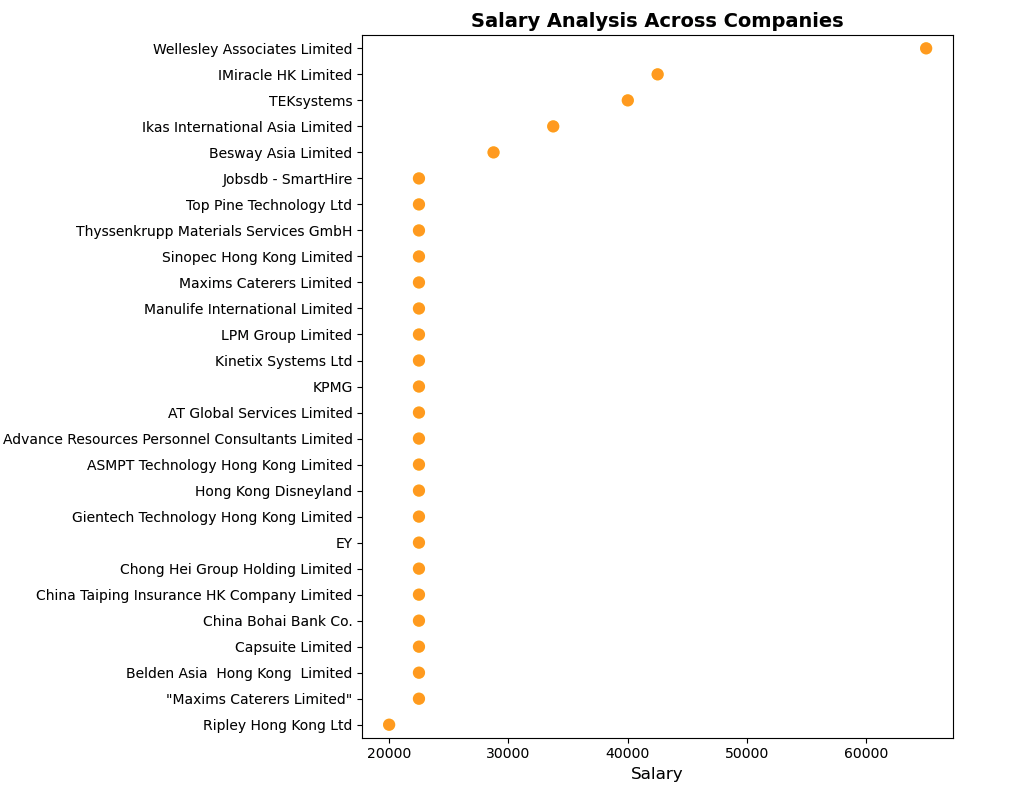 Salary Analysis Across Companies
Wellesley Associates Limited
IMiracle HK Limited
TEKsystems
Ikas International Asia Limited
Besway Asia Limited
Jobsdb - SmartHire
Top Pine Technology Ltd
Thyssenkrupp Materials Services GmbH
Sinopec Hong Kong Limited
Maxims Caterers Limited
Manulife International Limited
LPM Group Limited
Kinetix Systems Ltd
KPMG
AT Global Services Limited
Advance Resources Personnel Consultants Limited
ASMPT Technology Hong Kong Limited
Hong Kong Disneyland
Gientech Technology Hong Kong Limited
EY
Chong Hei Group Holding Limited
China Taiping Insurance HK Company Limited
China Bohai Bank Co.
Capsuite Limited
Belden Asia  Hong Kong  Limited
"Maxims Caterers Limited"
Ripley Hong Kong Ltd
20000 30000 40000 50000 60000
Salary